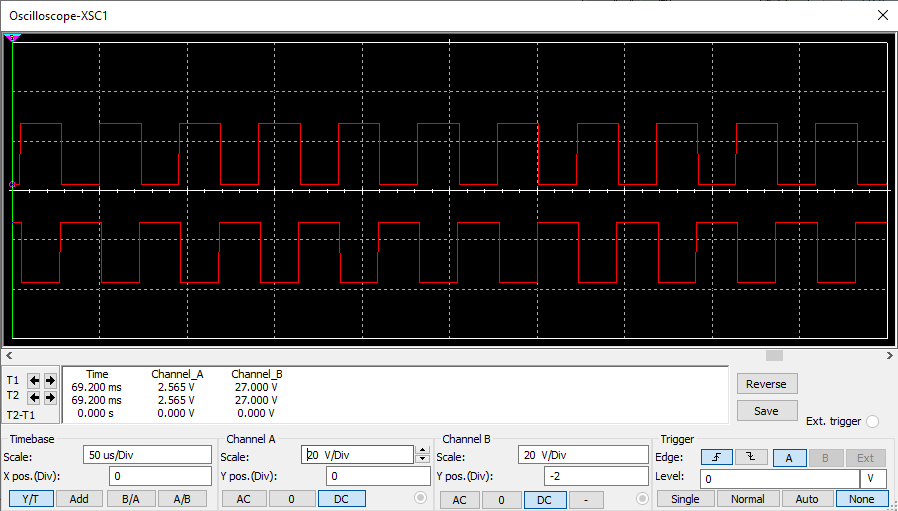 Oscilloscope-XSC1
Time Channel_A Channel_B
T1 69.200 ms 2.565 V 27.000 V
T2 69.200 ms 2.565 V 27.000 V
T2-T1 0.000 s 0.000 V 0.000 V
Reverse
Save
Ext. trigger
Timebase Channel A Channel B Trigger
Scale: 50 us/Div Scale: 20 V/Div Scale: 20 V/Div Edge: A B Ext
X pos.(Div): 0 Y pos.(Div): 0 Y pos.(Div): -2 Level: 0 V
Y/T Add B/A A/B AC 0 DC AC 0 DC - Single Normal Auto None